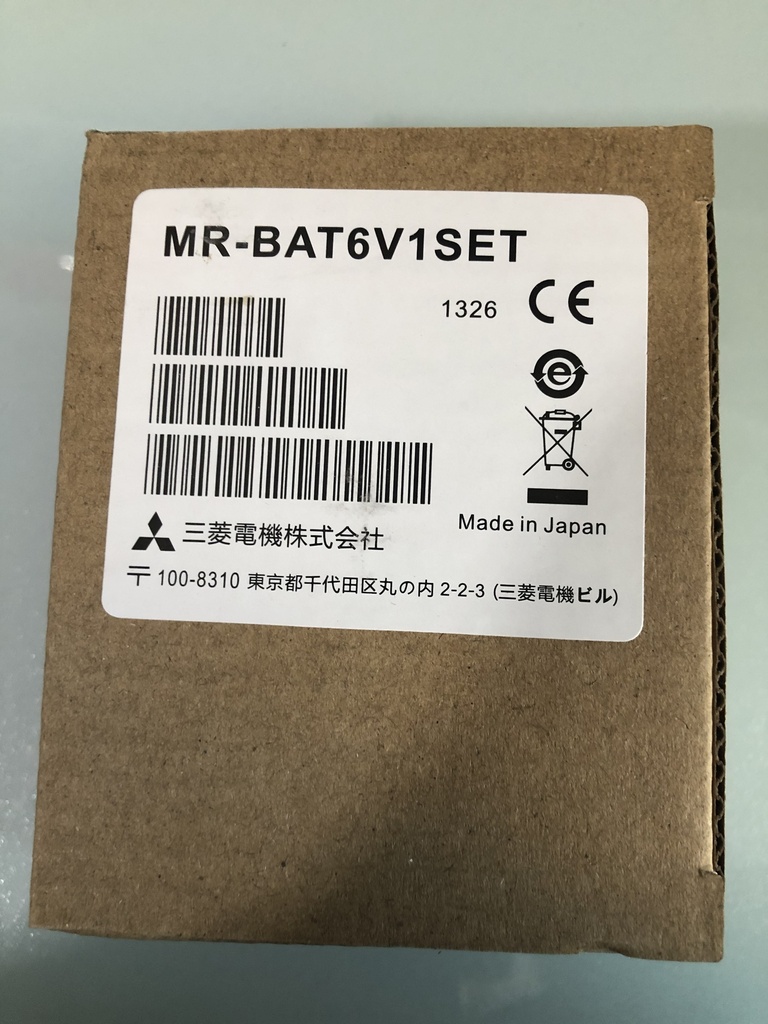 MR-BAT6V1SET
1326 CE
e
Made in Japan
三菱電機株式会社
〒100-8310 東京都千代田区丸の内 2-2-3 (三菱電機ビル)